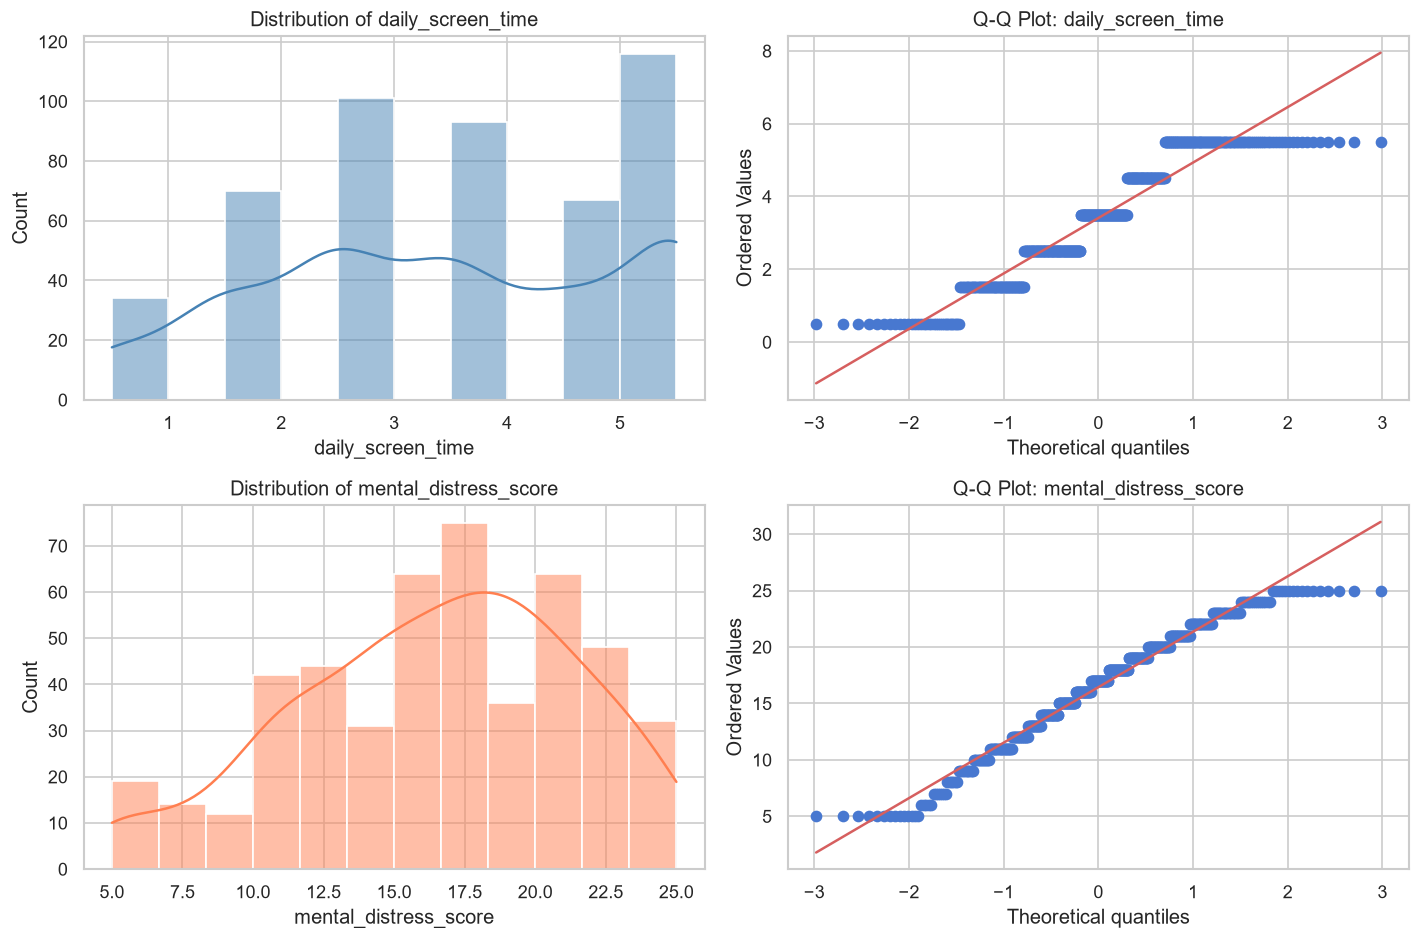 Distribution of daily_screen_time
120
100
80
60
40
20
0
Count
1 2 3 4 5
daily_screen_time
Q-Q Plot: daily_screen_time
8
6
4
2
0
Ordered Values
−3 −2 −1 0 1 2 3
Theoretical quantiles
Distribution of mental_distress_score
70
60
50
40
30
20
10
0
Count
5.0 7.5 10.0 12.5 15.0 17.5 20.0 22.5 25.0
mental_distress_score
Q-Q Plot: mental_distress_score
30
25
20
15
10
5
Ordered Values
−3 −2 −1 0 1 2 3
Theoretical quantiles